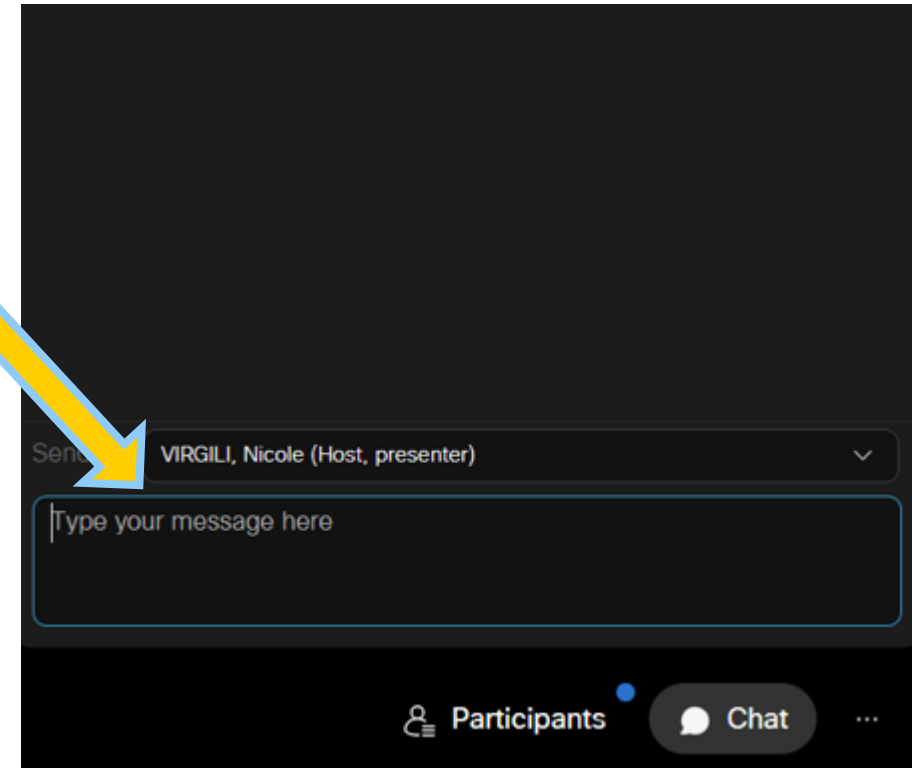 VIRGILI, Nicole (Host, presenter)
Type your message here
Participants
Chat